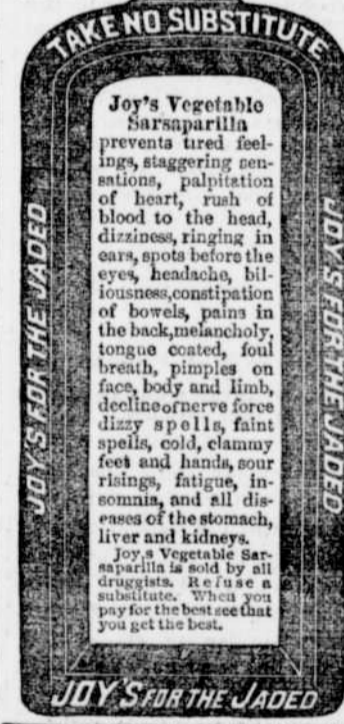 TAKE NO SUBSTITUTE
JOY'S FOR THE JADED
Joy's Vegetable
Sarsaparilla
prevents tired feel-
ings, staggering sen-
sations, palpitation
of heart, rush of
blood to the head,
dizziness, ringing in
ears, spots before the
eyes, headache, bil-
iousness,constipation
of bowels, pains in
the back,melancholy,
tongue coated, foul
breath, pimples on
face, body and limb,
decline of nerve force
dizzy spells, faint
spells, cold, clammy
feet and hands, sour
risings, fatigue, in-
somnia, and all dis-
eases of the stomach,
liver and kidneys.
Joy,s Vegetable Sar-
saparilla is sold by all
druggists. Refuse a
substitute. When you
pay for the best see that
you get the best.
JOY'S FOR THE JADED
JOY'S FOR THE JADED